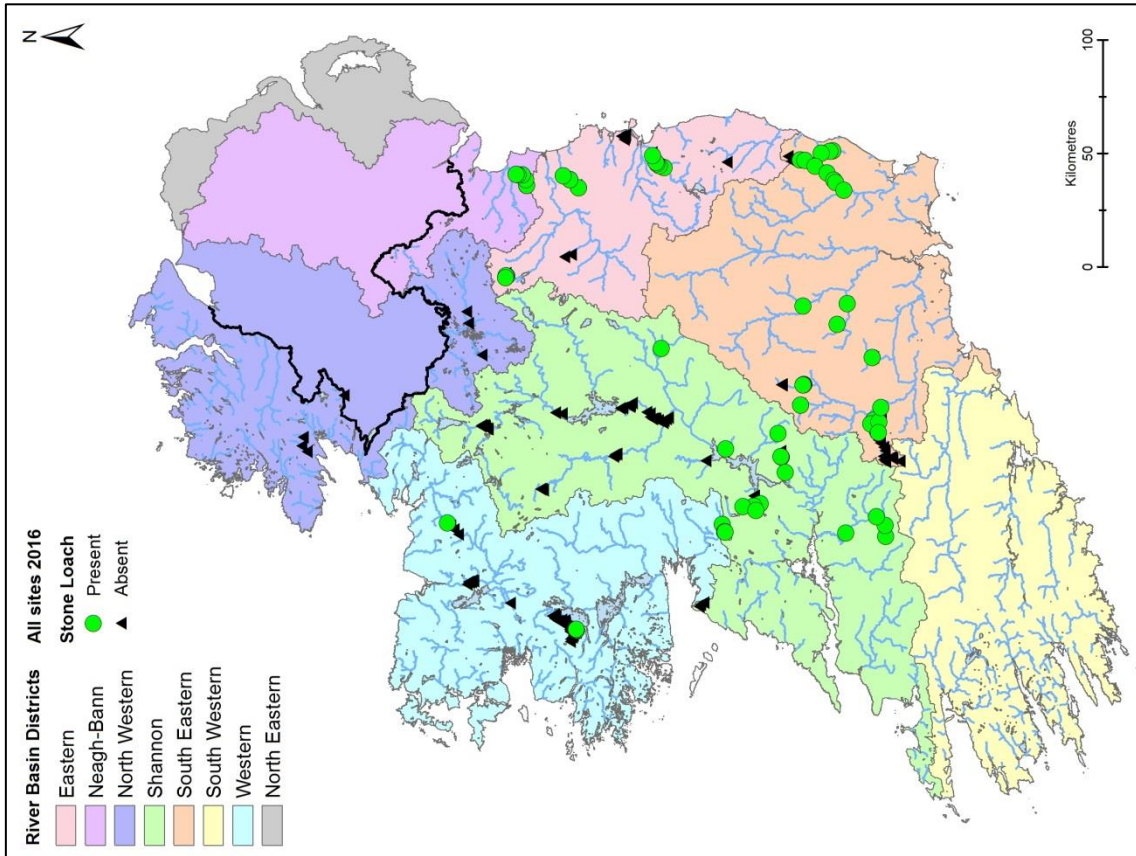 River Basin Districts
Eastern
Neagh-Bann
North Western
Shannon
South Eastern
South Western
Western
North Eastern
All sites 2016
Stone Loach
Present
Absent
N
0 50 100
Kilometres